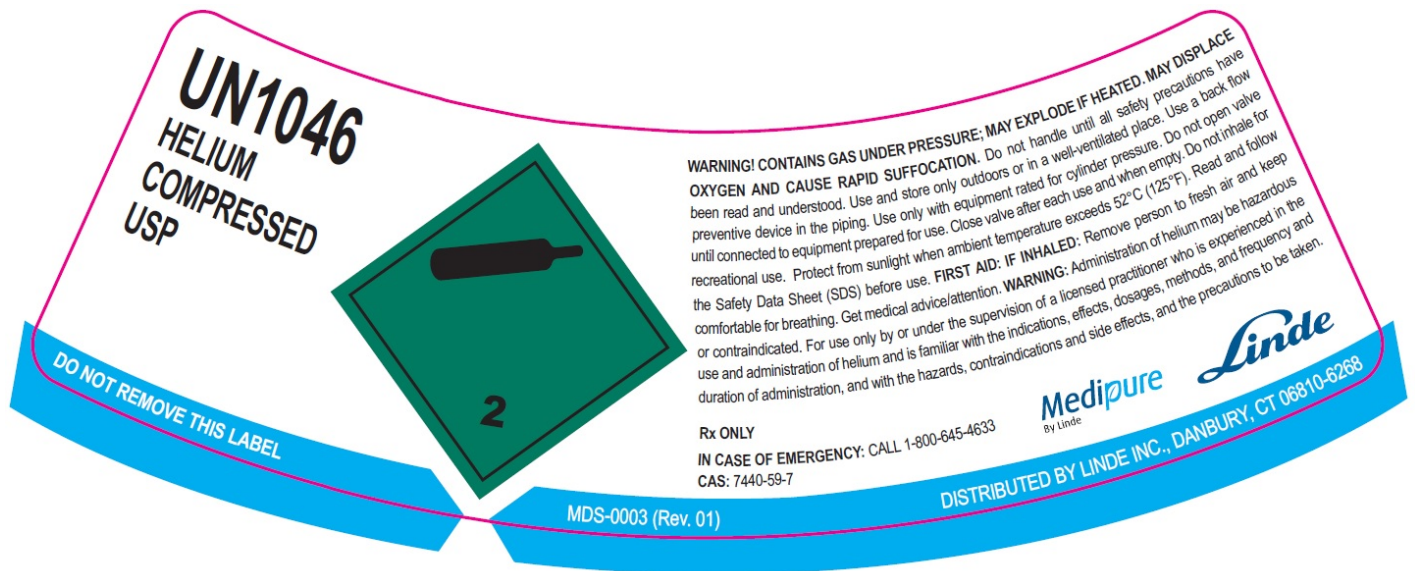 UN1046
HELIUM
COMPRESSED
USP
2
WARNING! CONTAINS GAS UNDER PRESSURE; MAY EXPLODE IF HEATED. MAY DISPLACE
OXYGEN AND CAUSE RAPID SUFFOCATION. Do not handle until all safety precautions have
been read and understood. Use and store only outdoors or in a well-ventilated place. Use a back flow
preventive device in the piping. Use only with equipment rated for cylinder pressure. Do not open valve
until connected to equipment prepared for use. Close valve after each use and when empty. Do not inhale for
recreational use. Protect from sunlight when ambient temperature exceeds 52°C (125°F). Read and follow
the Safety Data Sheet (SDS) before use. FIRST AID: IF INHALED: Remove person to fresh air and keep
comfortable for breathing. Get medical advice/attention. WARNING: Administration of helium may be hazardous
or contraindicated. For use only by or under the supervision of a licensed practitioner who is experienced in the
use and administration of helium and is familiar with the indications, effects, dosages, methods, and frequency and
duration of administration, and with the hazards, contraindications and side effects, and the precautions to be taken.
Rx ONLY
IN CASE OF EMERGENCY: CALL 1-800-645-4633
CAS: 7440-59-7
Medipure
By Linde
Linde
DO NOT REMOVE THIS LABEL
MDS-0003 (Rev. 01)
DISTRIBUTED BY LINDE INC., DANBURY, CT 06810-6268